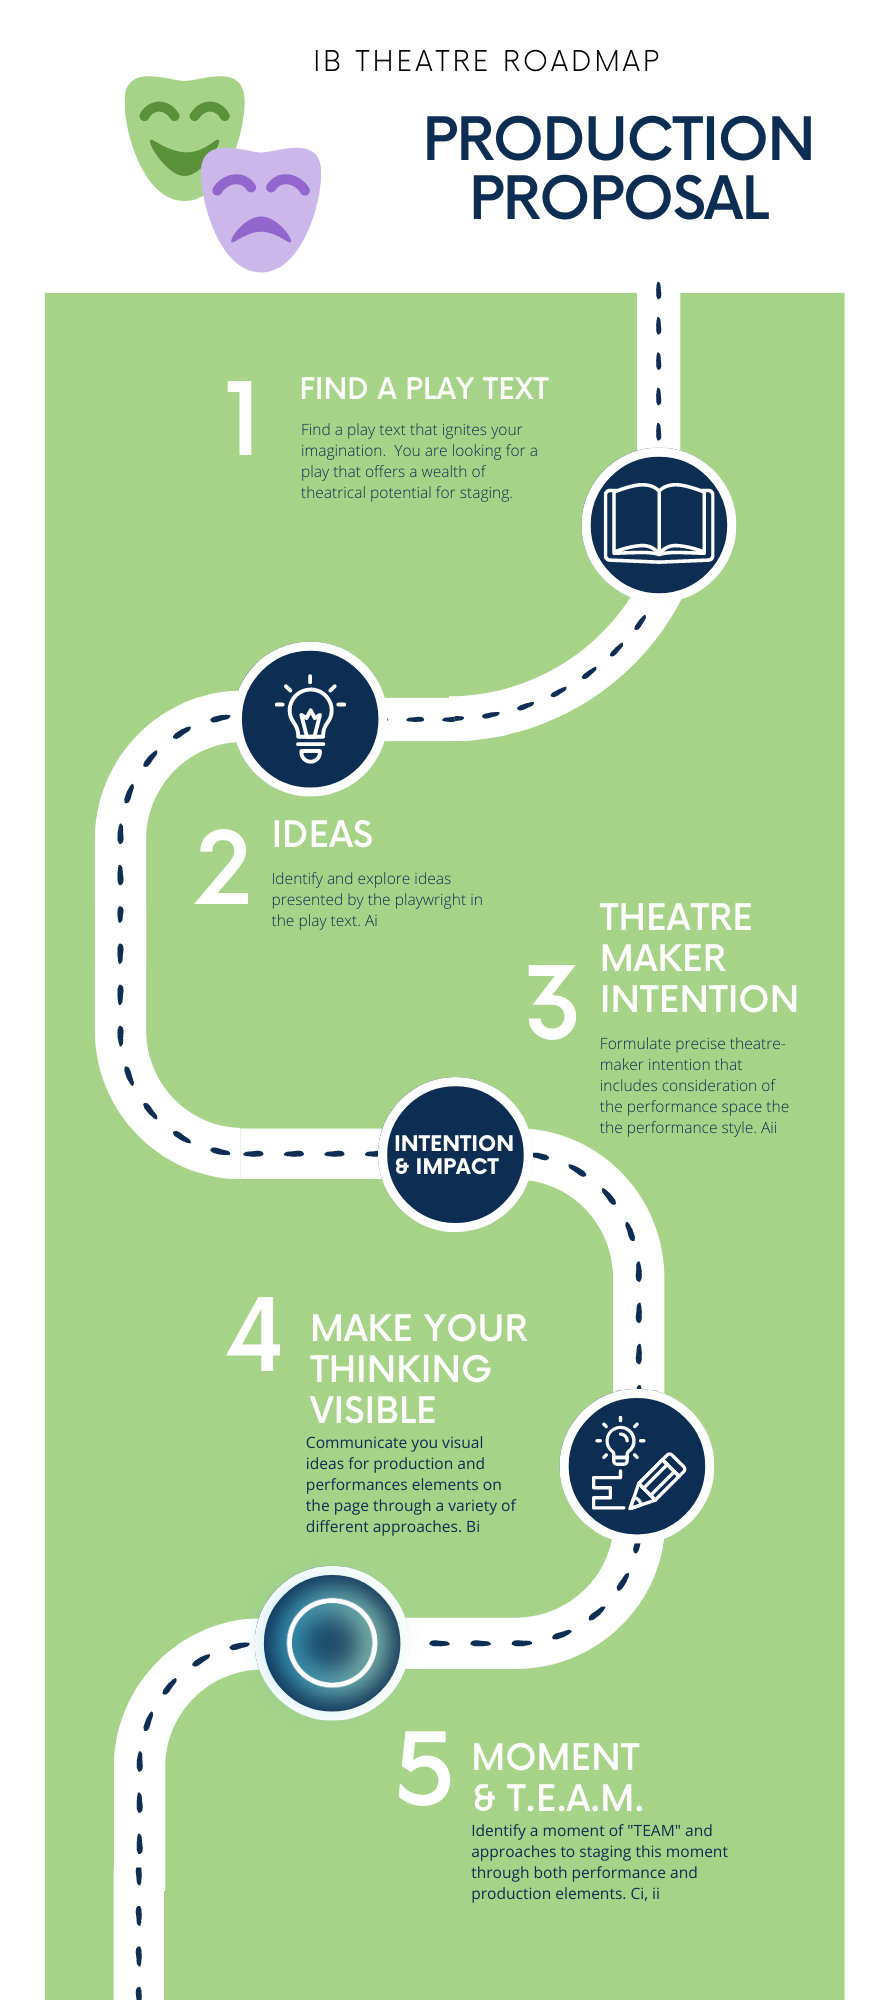 IB THEATRE ROADMAP
PRODUCTION
PROPOSAL
1
FIND A PLAY TEXT
Find a play text that ignites your
imagination.  You are looking for a
play that offers a wealth of
theatrical potential for staging.
2
IDEAS
Identify and explore ideas
presented by the playwright in
the play text. Ai
3
THEATRE
MAKER
INTENTION
Formulate precise theatre-
maker intention that
includes consideration of
the performance space the
the performance style. Aii
INTENTION
& IMPACT
4
MAKE YOUR
THINKING
VISIBLE
Communicate you visual
ideas for production and
performances elements on
the page through a variety of
different approaches. Bi
5
MOMENT
& T.E.A.M.
Identify a moment of "TEAM" and
approaches to staging this moment
through both performance and
production elements. Ci, ii